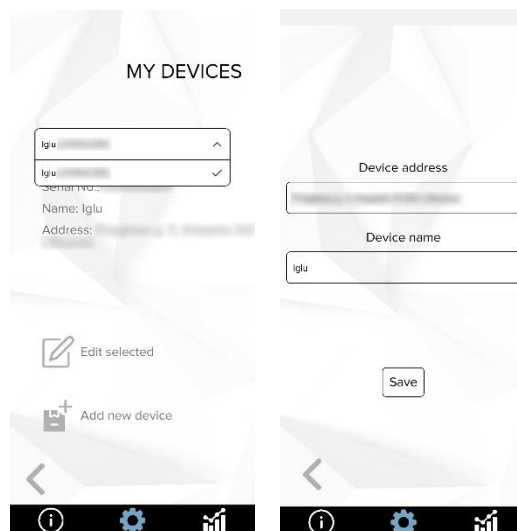 MY DEVICES
Iglu
Iglu
Serial No.:
Name: Iglu
Address:
Edit selected
Add new device
Device address
Device name
Iglu
Save